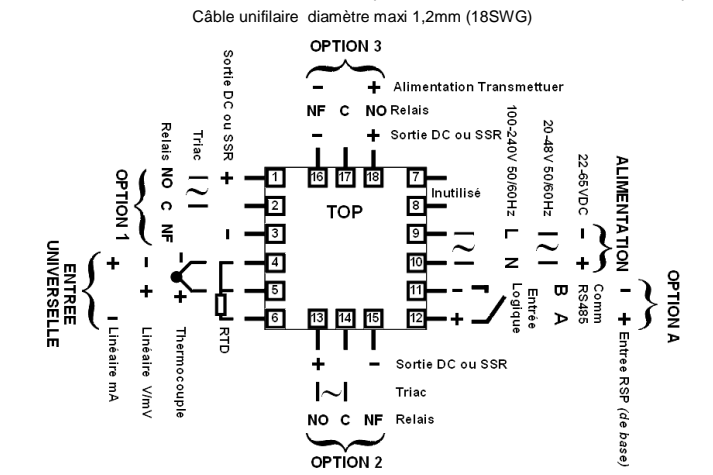 Câble unifilaire diamètre maxi 1,2mm (18SWG)
OPTION 3
- + Alimentation Transmettuer
NF C NO Relais
- + Sortie DC ou SSR
16 17 18
TOP
1
2
3
4
5
6
7
8
9
10
11
12
13 14 15
Inutilisé
Sortie DC ou SSR
+
-
Triac
~
Relais NO C NF
OPTION 1
ENTREE
UNIVERSELLE
+ - Linéaire mA
- + Linéaire V/mV
- + Thermocouple
RTD
~
100-240V 50/60Hz L N
20-48V 50/60Hz ~
22-65VDC - +
ALIMENTATION
- +
Entrée
Logique
B A
Comm
RS485
- + Entree RSP (de base)
OPTION A
+ - Sortie DC ou SSR
~ Triac
NO C NF Relais
OPTION 2